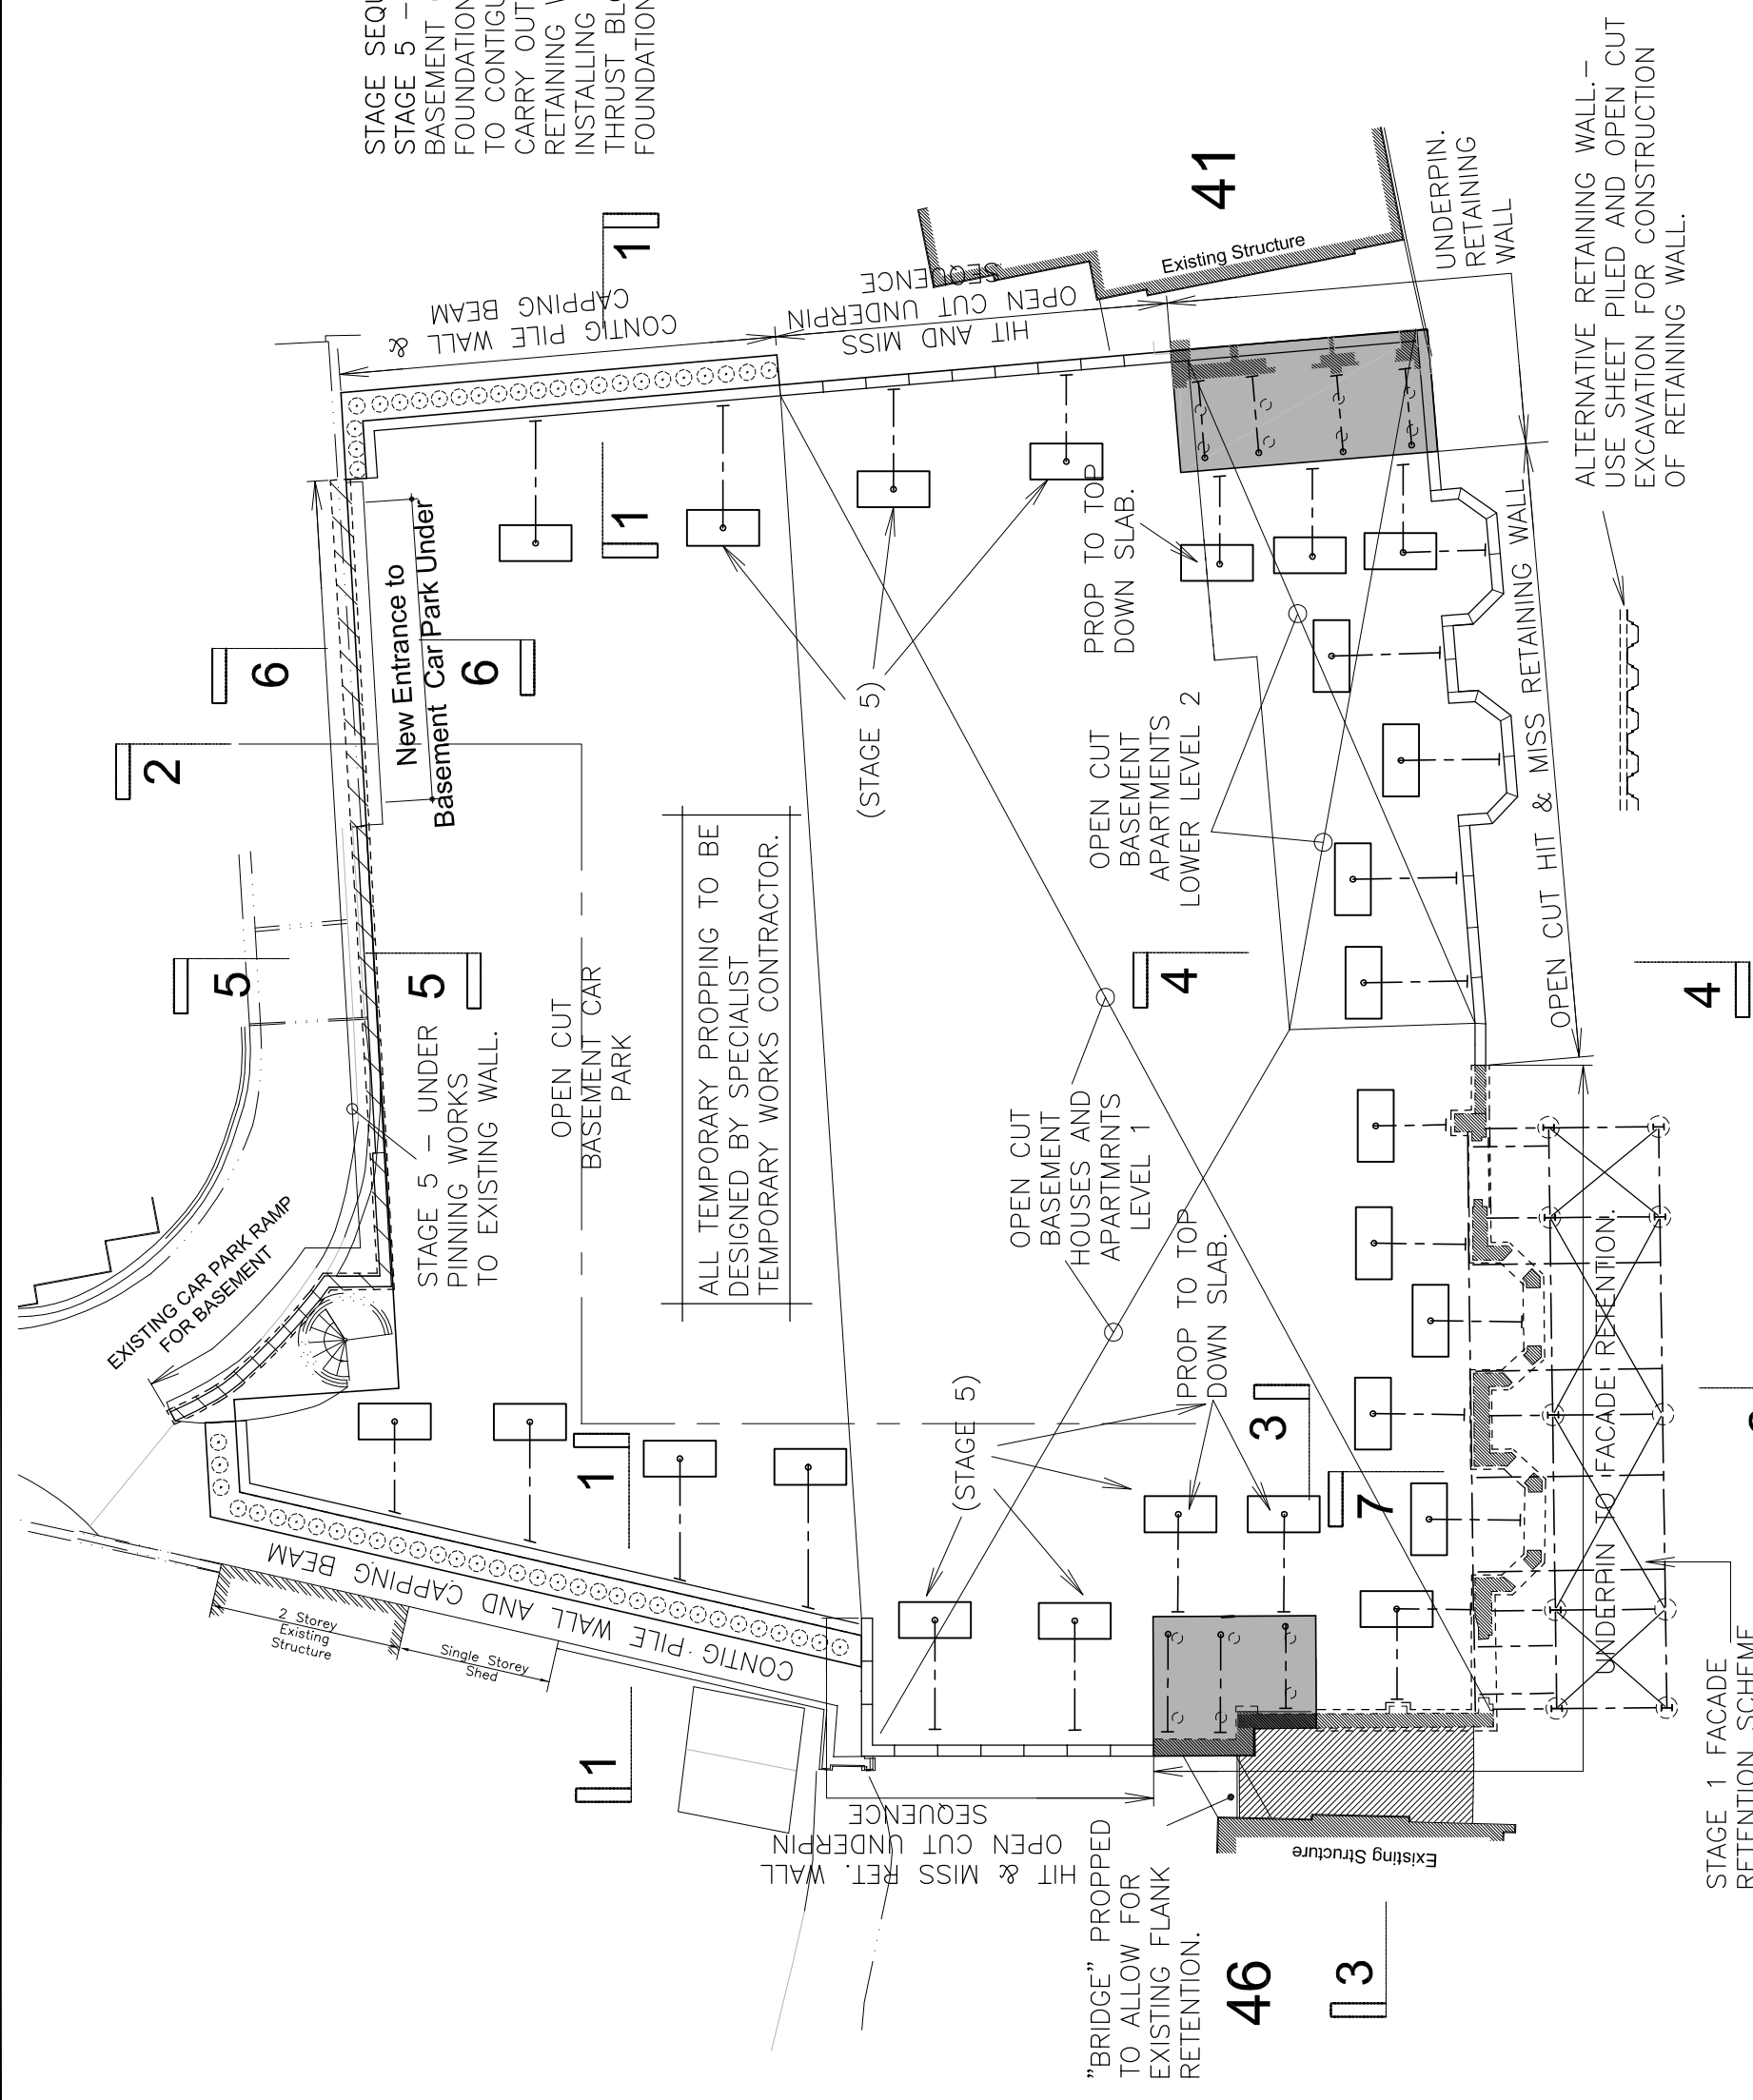 STAGE SEQU
STAGE 5 –
BASEMENT
FOUNDATION
TO CONTIGU
CARRY OUT
RETAINING
INSTALLING
THRUST BLO
FOUNDATION
41
Existing Structure
UNDERPIN.
RETAINING
WALL
ALTERNATIVE RETAINING WALL.–
USE SHEET PILED AND OPEN CUT
EXCAVATION FOR CONSTRUCTION
OF RETAINING WALL.
CONTIG PILE WALL &
CAPPING BEAM
HIT AND MISS
OPEN CUT UNDERPIN
SEQUENCE
1
1
New Entrance to
Basement Car Park Under
6
6
2
5
5
(STAGE 5)
PROP TO TOP
DOWN SLAB.
OPEN CUT
BASEMENT
APARTMENTS
LOWER LEVEL 2
OPEN CUT HIT & MISS RETAINING WALL
4
4
STAGE 5 – UNDER
PINNING WORKS
TO EXISTING WALL.
OPEN CUT
BASEMENT CAR
PARK
ALL TEMPORARY PROPPING TO BE
DESIGNED BY SPECIALIST
TEMPORARY WORKS CONTRACTOR.
OPEN CUT
BASEMENT
HOUSES AND
APARTMRNTS
LEVEL 1
EXISTING CAR PARK RAMP
FOR BASEMENT
PROP TO TOP
DOWN SLAB.
(STAGE 5)
3
7
1
1
CONTIG. PILE WALL AND CAPPING BEAM
2 Storey
Existing
Structure
Single Storey
Shed
HIT & MISS RET. WALL
OPEN CUT UNDERPIN
SEQUENCE
"BRIDGE" PROPPED
TO ALLOW FOR
EXISTING FLANK
RETENTION.
46
3
Existing Structure
UNDERPIN TO FACADE RETENTION.
STAGE 1 FACADE
RETENTION SCHEME